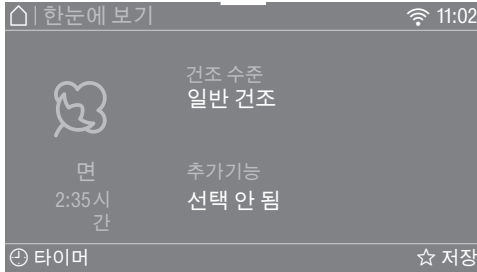 한눈에 보기
11:02
건조 수준
일반 건조
면
2:35시
간
추가기능
선택 안 됨
타이머
저장